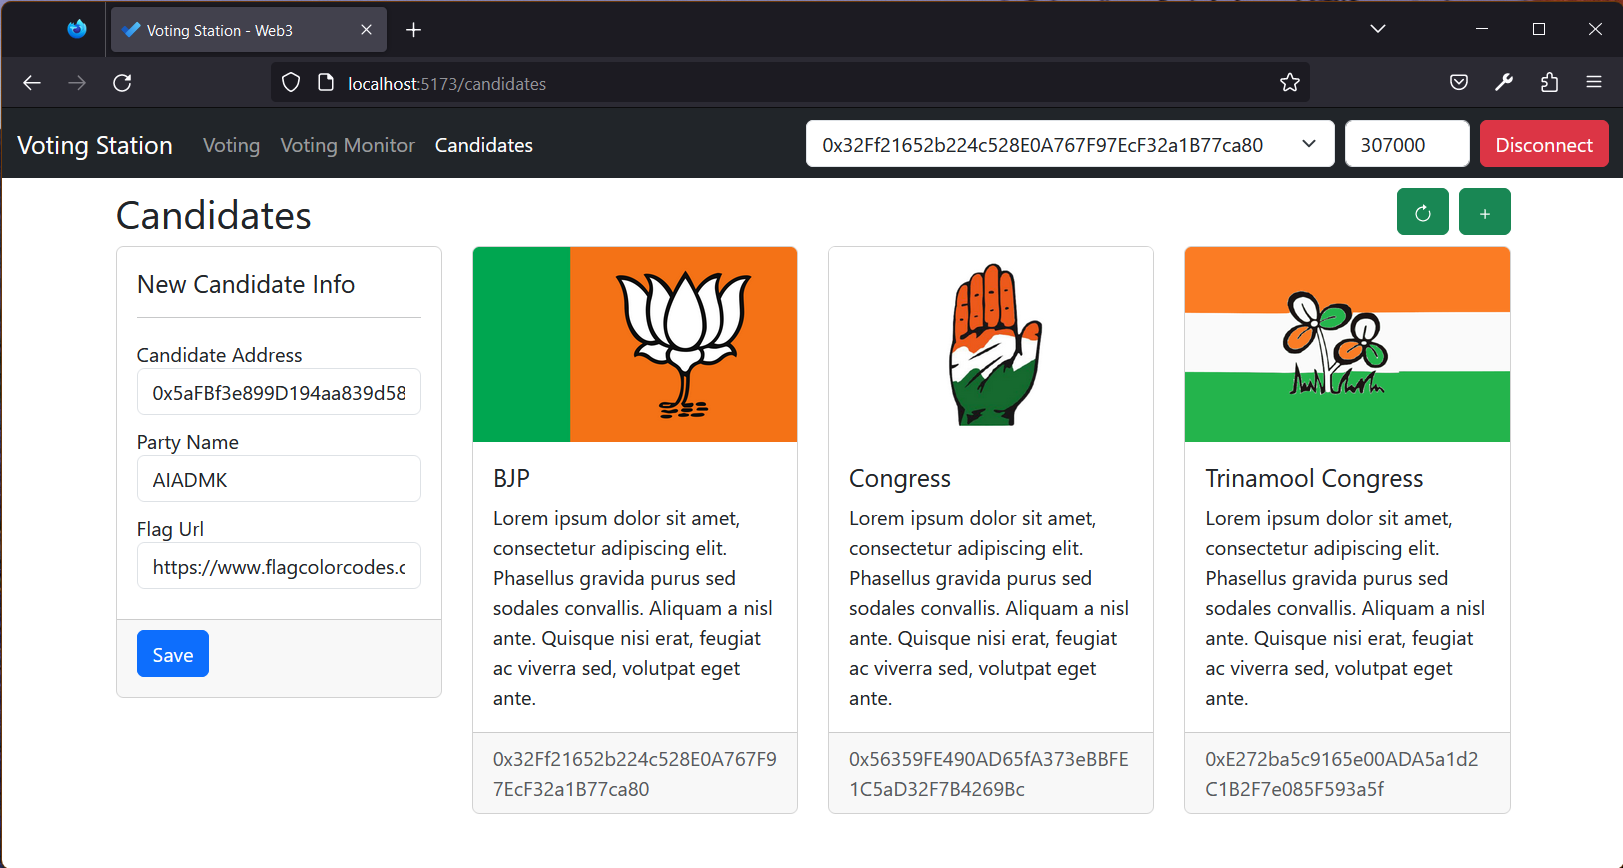 Voting Station - Web3
localhost:5173/candidates
Voting Station Voting Voting Monitor Candidates 0x32Ff21652b224c528E0A767F97EcF32a1B77ca80 307000 Disconnect
Candidates
New Candidate Info
Candidate Address
0x5aFBf3e899D194aa839d58
Party Name
AIADMK
Flag Url
https://www.flagcolorcodes.c
Save
BJP
Lorem ipsum dolor sit amet,
consectetur adipiscing elit.
Phasellus gravida purus sed
sodales convallis. Aliquam a nisl
ante. Quisque nisi erat, feugiat
ac viverra sed, volutpat eget
ante.
0x32Ff21652b224c528E0A767F9
7EcF32a1B77ca80
Congress
Lorem ipsum dolor sit amet,
consectetur adipiscing elit.
Phasellus gravida purus sed
sodales convallis. Aliquam a nisl
ante. Quisque nisi erat, feugiat
ac viverra sed, volutpat eget
ante.
0x56359FE490AD65fA373eBBFE
1C5aD32F7B4269Bc
Trinamool Congress
Lorem ipsum dolor sit amet,
consectetur adipiscing elit.
Phasellus gravida purus sed
sodales convallis. Aliquam a nisl
ante. Quisque nisi erat, feugiat
ac viverra sed, volutpat eget
ante.
0xE272ba5c9165e00ADA5a1d2
C1B2F7e085F593a5f